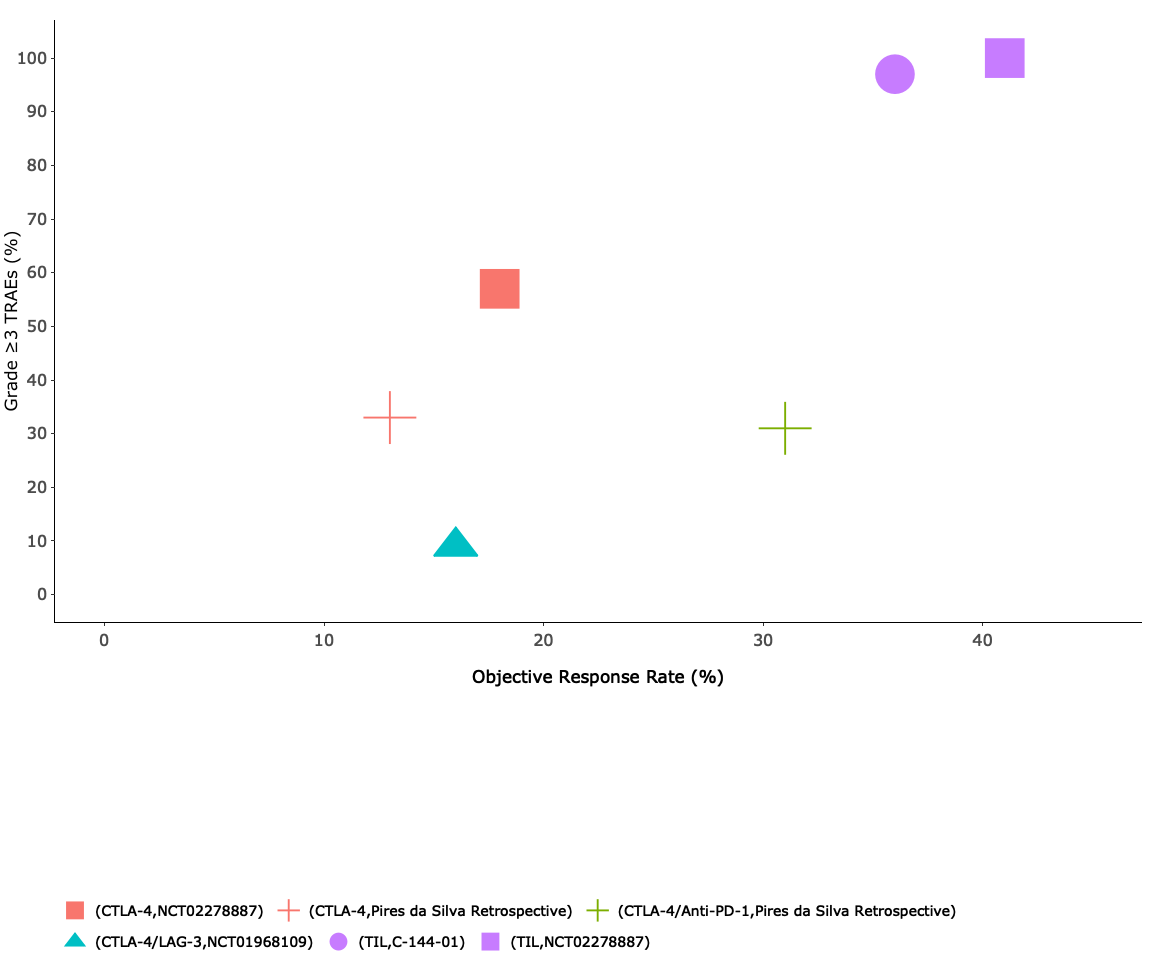 100
90
80
70
60
50
40
30
20
10
0
Grade ≥3 TRAEs (%)
0 10 20 30 40
Objective Response Rate (%)
(CTLA-4,NCT02278887) (CTLA-4,Pires da Silva Retrospective) (CTLA-4/Anti-PD-1,Pires da Silva Retrospective)
(CTLA-4/LAG-3,NCT01968109) (TIL,C-144-01) (TIL,NCT02278887)